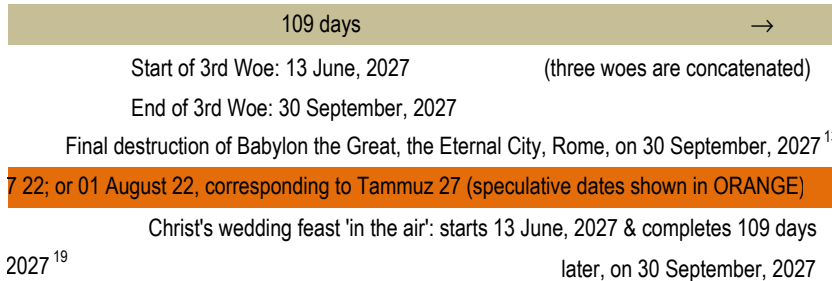 109 days →
Start of 3rd Woe: 13 June, 2027 (three woes are concatenated)
End of 3rd Woe: 30 September, 2027
Final destruction of Babylon the Great, the Eternal City, Rome, on 30 September, 2027
7 22; or 01 August 22, corresponding to Tammuz 27 (speculative dates shown in ORANGE)
Christ's wedding feast 'in the air': starts 13 June, 2027 & completes 109 days
2027 19 later, on 30 September, 2027